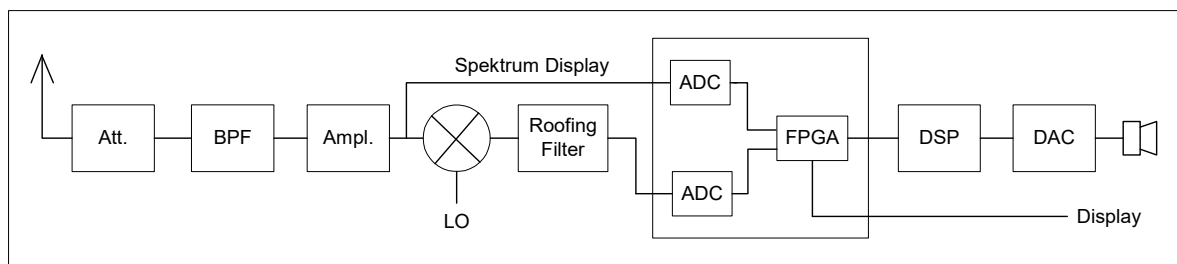 Spektrum Display
ADC
Att.
BPF
Ampl.
Roofing
Filter
FPGA
DSP
DAC
ADC
LO
Display